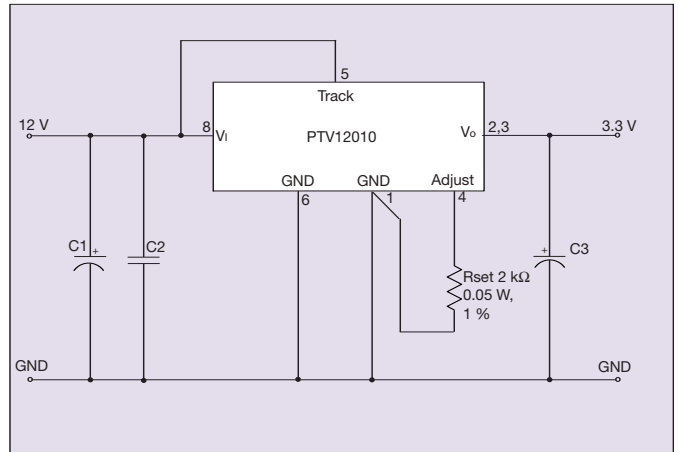 5
Track
12 V
8
VI
PTV12010
Vo
2,3
3.3 V
GND
GND
Adjust
6
1
4
C1
+
C2
Rset 2 kΩ
0.05 W,
1 %
+
C3
GND
GND